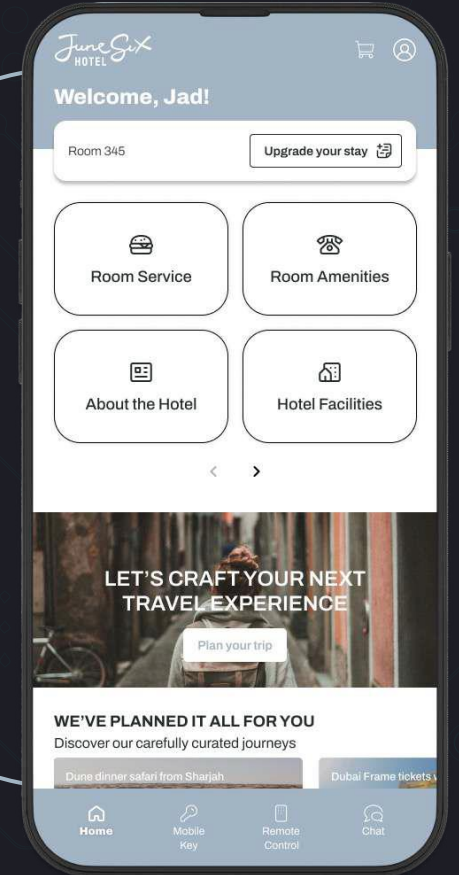 June Six
HOTEL
Welcome, Jad!
Room 345
Upgrade your stay
Room Service
Room Amenities
About the Hotel
Hotel Facilities
LET'S CRAFT YOUR NEXT
TRAVEL EXPERIENCE
Plan your trip
WE'VE PLANNED IT ALL FOR YOU
Discover our carefully curated journeys
Dune dinner safari from Sharjah
Dubai Frame tickets
Home
Mobile
Key
Remote
Control
Chat